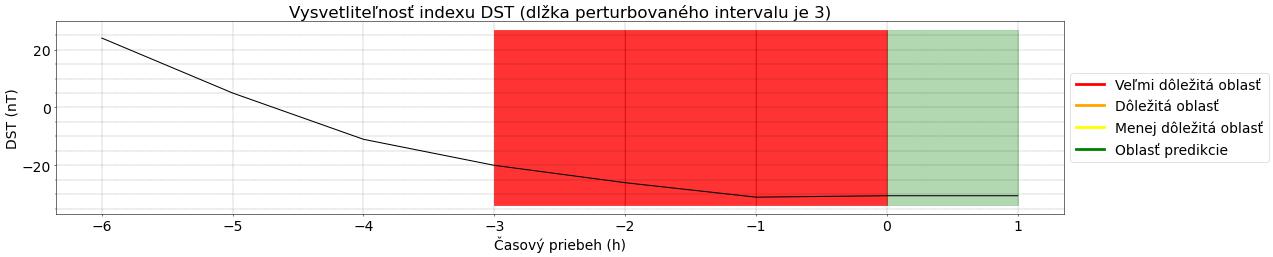 Vysvetliteľnosť indexu DST (dĺžka perturbovaného intervalu je 3)
DST (nT)
20
0
−20
−6 −5 −4 −3 −2 −1 0 1
Časový priebeh (h)
Veľmi dôležitá oblasť
Dôležitá oblasť
Menej dôležitá oblasť
Oblasť predikcie